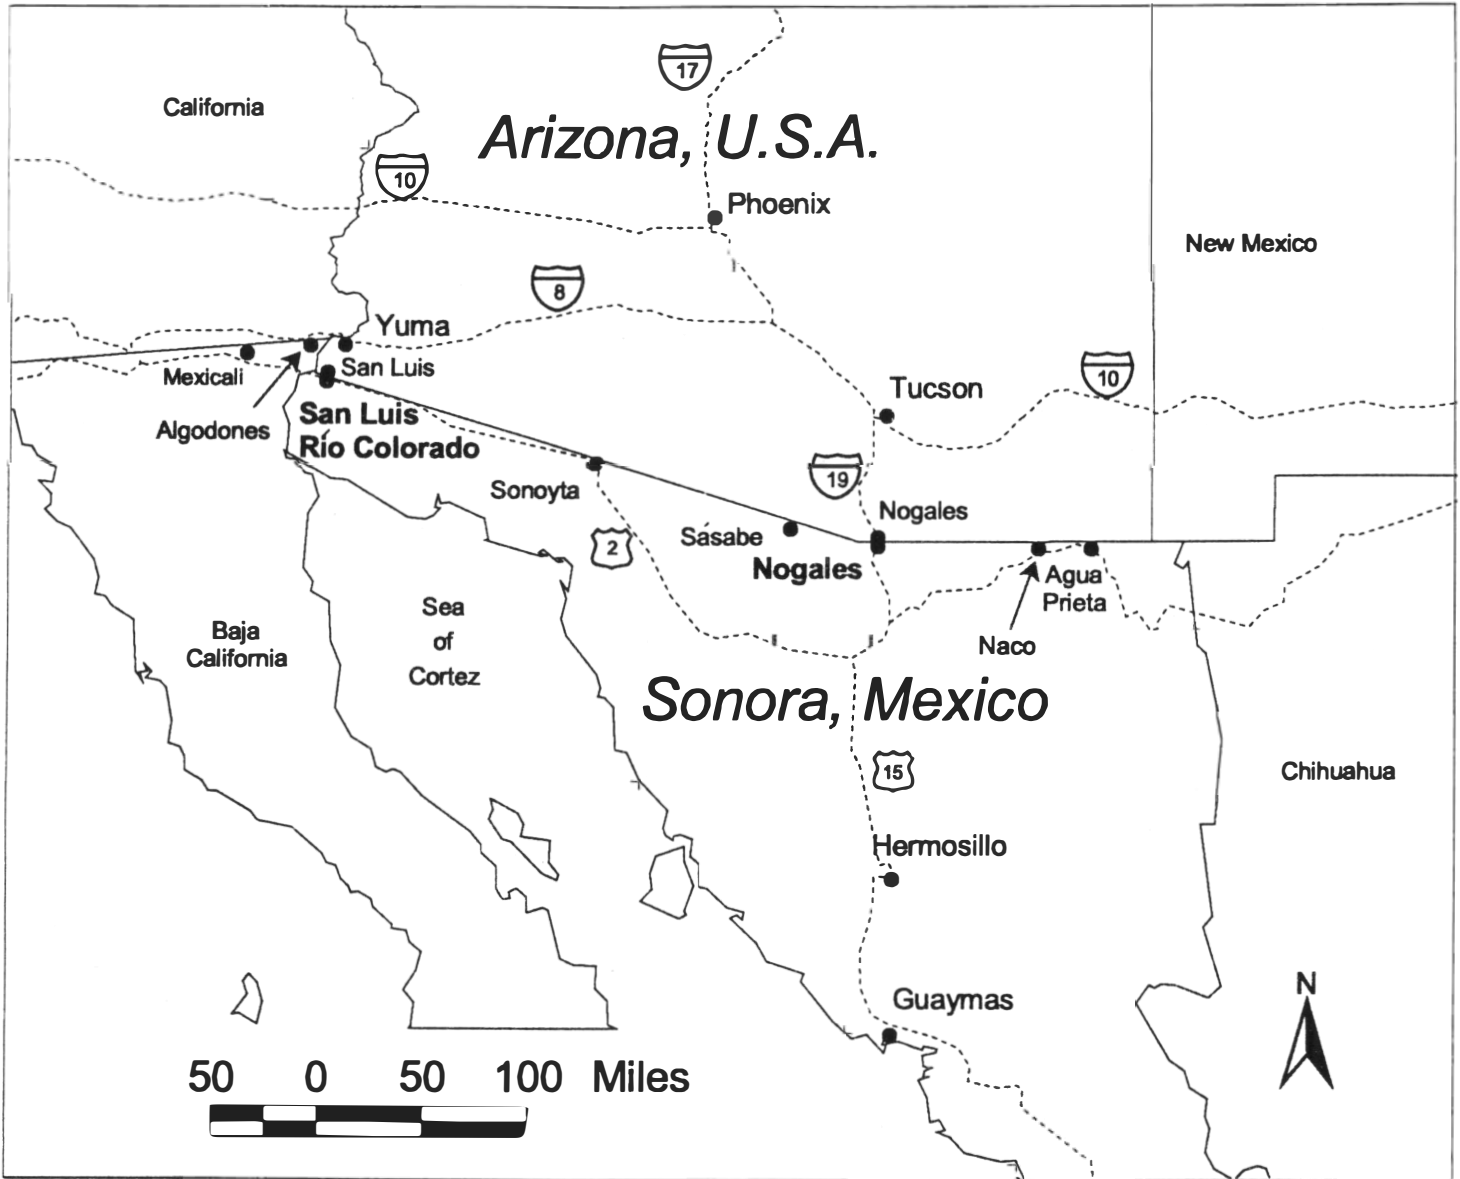 17
California
Arizona, U.S.A.
10
Phoenix
New Mexico
8
Yuma
San Luis
Mexicali
10
Tucson
Algodones
San Luis
Río Colorado
19
Sonoyta
Nogales
Sásabe
2
Nogales
Agua
Prieta
Naco
Sea
of
Cortez
Baja
California
Sonora, Mexico
15
Chihuahua
Hermosillo
Guaymas
N
50 0 50 100 Miles